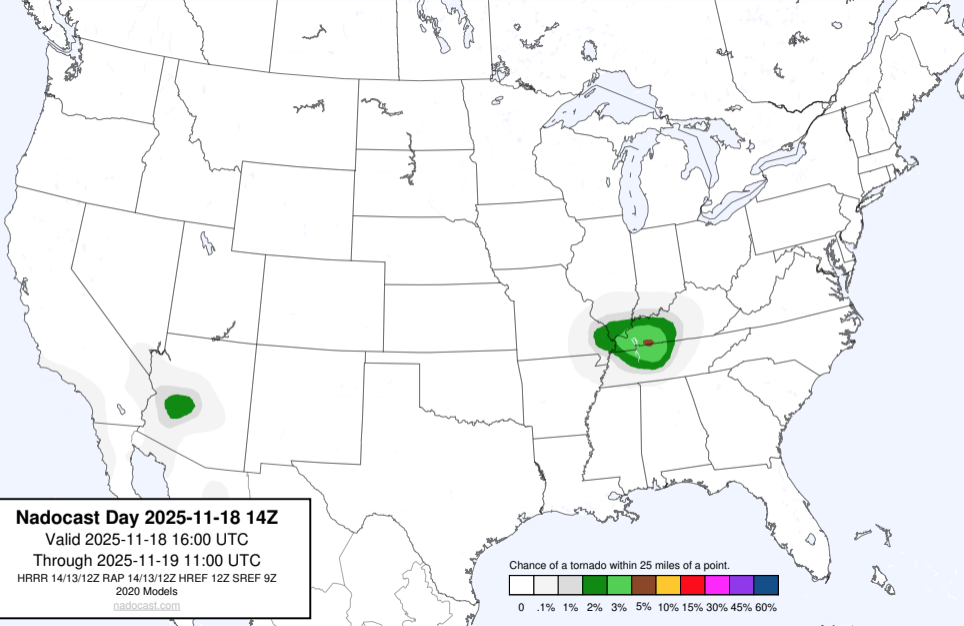 Nadocast Day 2025-11-18 14Z
Valid 2025-11-18 16:00 UTC
Through 2025-11-19 11:00 UTC
HRRR 14/13/12Z RAP 14/13/12Z HREF 12Z SREF 9Z
2020 Models
nadocast.com
Chance of a tornado within 25 miles of a point.
0 .1% 1% 2% 3% 5% 10% 15% 30% 45% 60%